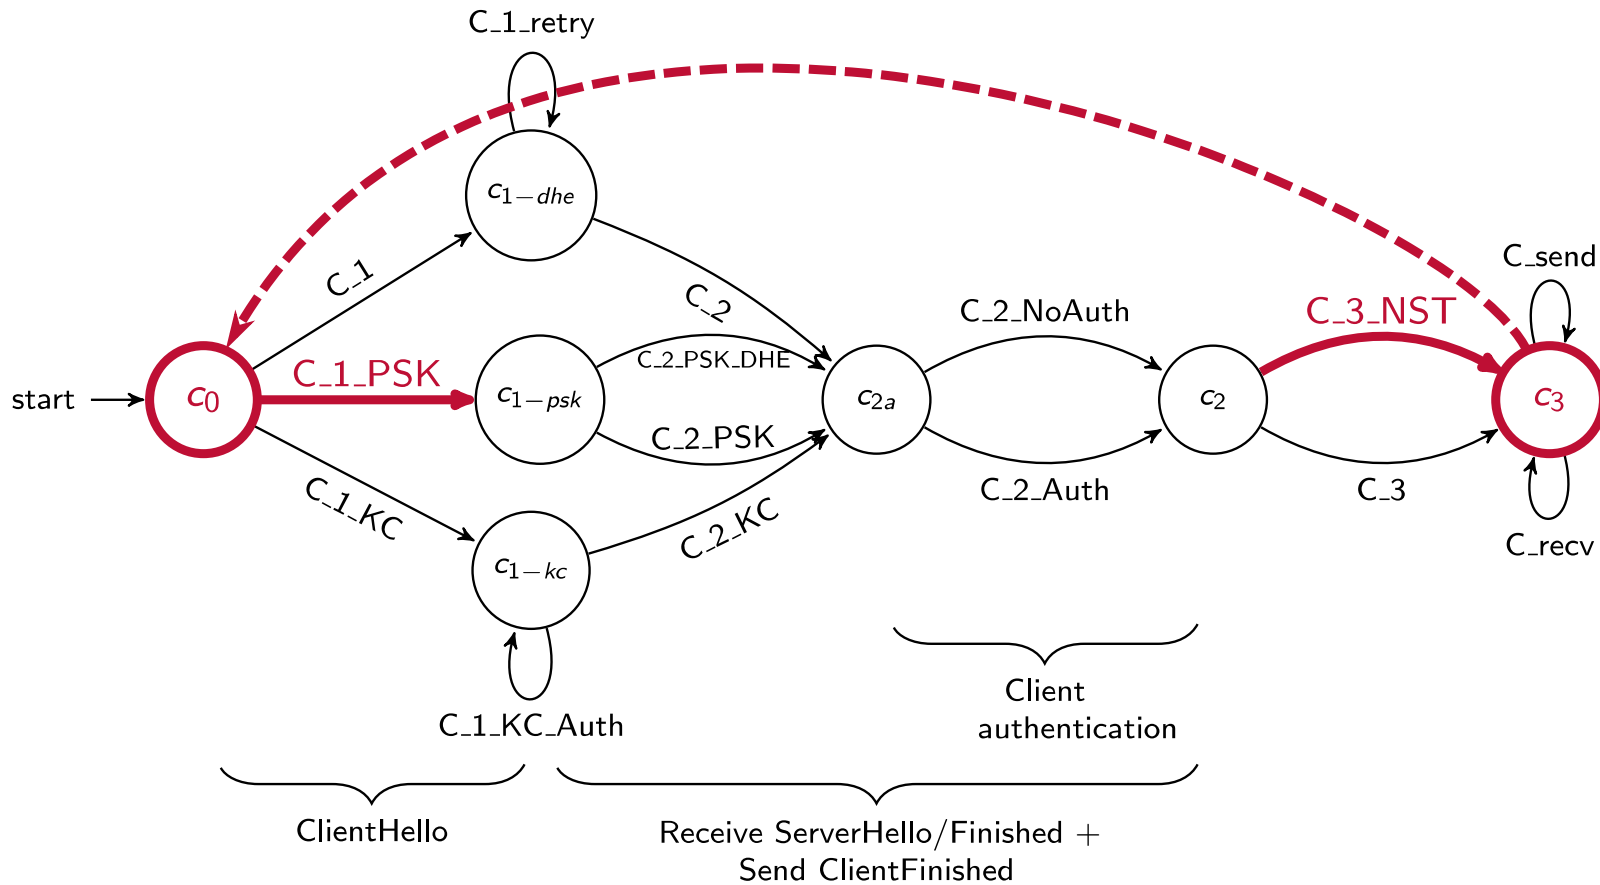 C_1_retry
c1−dhe
C_1
C_2
C_send
C_2_NoAuth
C_3_NST
C_1_PSK
C_2_PSK_DHE
start
c0
c1−psk
c2a
c2
c3
C_2_PSK
C_1_KC
C_2_KC
C_2_Auth
C_3
C_recv
c1−kc
C_1_KC_Auth
Client
authentication
ClientHello
Receive ServerHello/Finished +
Send ClientFinished